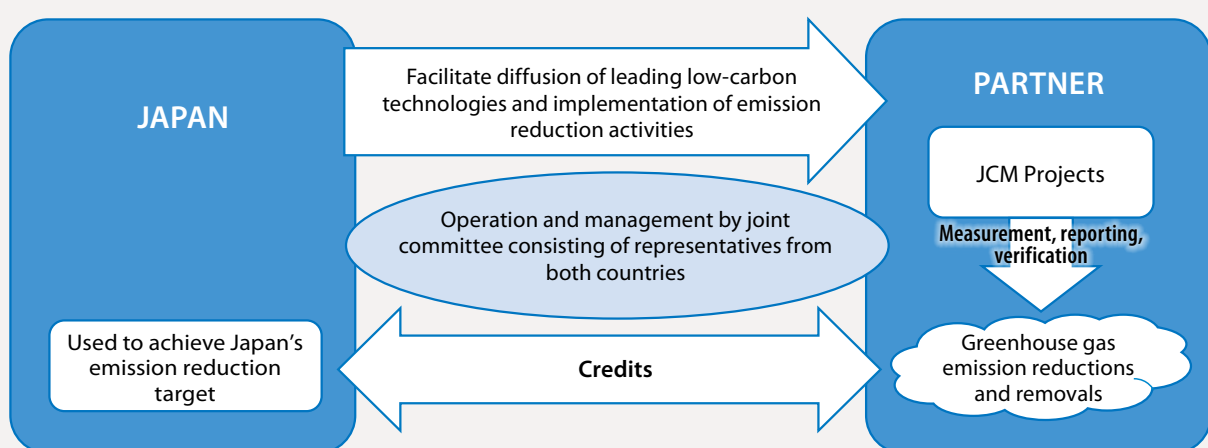 JAPAN
Facilitate diffusion of leading low-carbon
technologies and implementation of emission
reduction activities
PARTNER
JCM Projects
Measurement, reporting,
verification
Operation and management by joint
committee consisting of representatives from
both countries
Used to achieve Japan's
emission reduction
target
Credits
Greenhouse gas
emission reductions
and removals